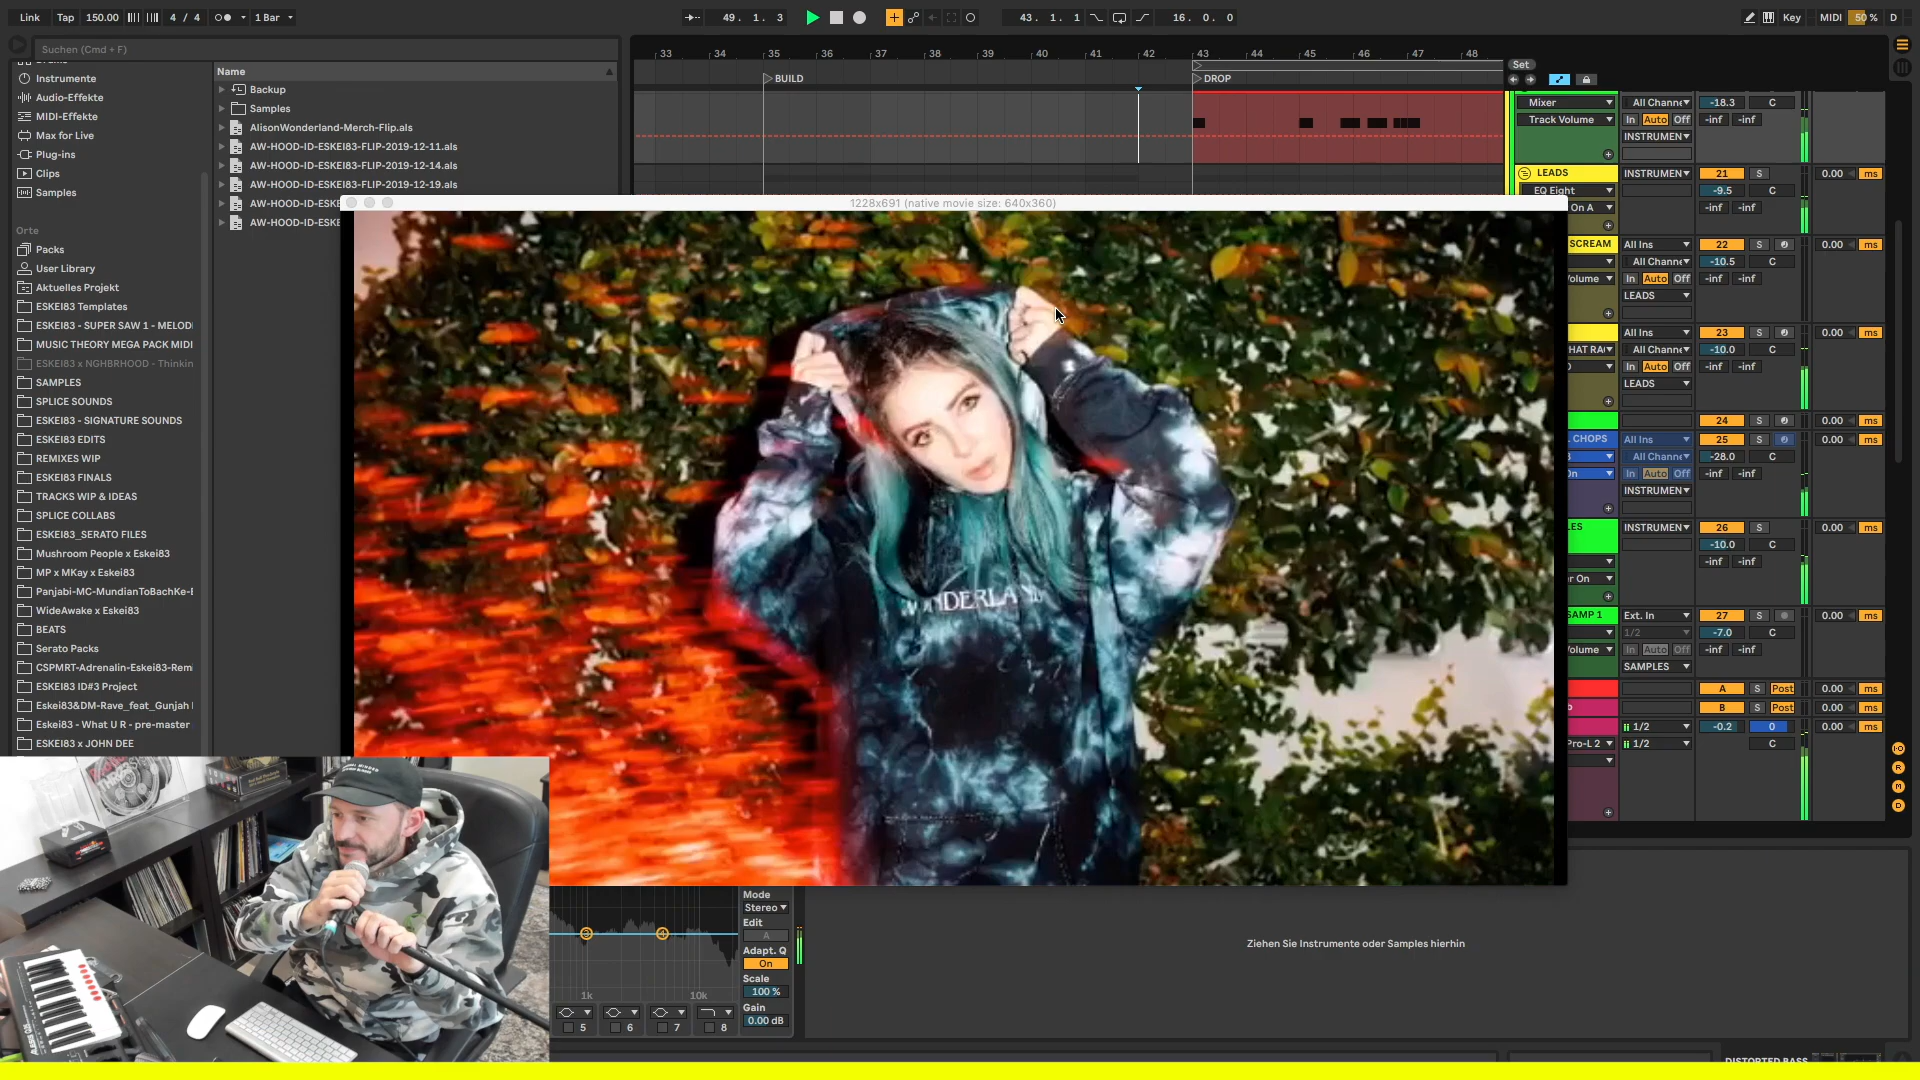 Link Tap 150.00 4 / 4 1 Bar
49. 1. 3
43. 1. 1
16. 0. 0
Key MIDI 50 % D
Suchen (Cmd + F)
Instrumente
Audio-Effekte
MIDI-Effekte
Max for Live
Plug-ins
Clips
Samples
Orte
Packs
User Library
Aktuelles Projekt
ESKEI83 Templates
ESKEI83 - SUPER SAW 1 - MELODI
MUSIC THEORY MEGA PACK MIDI
ESKEI83 x NGHBRHOOD - Thinkin
SAMPLES
SPLICE SOUNDS
ESKEI83 - SIGNATURE SOUNDS
ESKEI83 EDITS
REMIXES WIP
ESKEI83 FINALS
TRACKS WIP & IDEAS
SPLICE COLLABS
ESKEI83_SERATO FILES
Mushroom People x Eskei83
MP x MKay x Eskei83
Panjabi-MC-MundianToBachKe-E
WideAwake x Eskei83
BEATS
Serato Packs
CSPMRT-Adrenalin-Eskei83-Remi
ESKEI83 ID#3 Project
Eskei83&DM-Rave_feat_Gunjah
Eskei83 - What U R - pre-master
ESKEI83 x JOHN DEE
Name
Backup
Samples
AlisonWonderland-Merch-Flip.als
AW-HOOD-ID-ESKEI83-FLIP-2019-12-11.als
AW-HOOD-ID-ESKEI83-FLIP-2019-12-14.als
AW-HOOD-ID-ESKEI83-FLIP-2019-12-19.als
AW-HOOD-ID-ESKE
AW-HOOD-ID-ESKE
33 34 35 36 37 38 39 40 41 42 43 44 45 46 47 48
BUILD
DROP
Set
1228x691 (native movie size: 640x360)
WONDERLAND
Mixer All Channe -18.3 C
Track Volume In Auto Off -inf -inf
INSTRUMEN
LEADS INSTRUMEN 21 S 0.00 ms
EQ Eight -9.5 C
On A -inf -inf
SCREAM All Ins 22 S 0.00 ms
All Channe -10.5 C
olume In Auto Off -inf -inf
LEADS
All Ins 23 S 0.00 ms
HAT RA All Channe -10.0 C
In Auto Off -inf -inf
LEADS
24 S 0.00 ms
CHOPS All Ins 25 S 0.00 ms
All Channe -28.0 C
On In Auto Off -inf -inf
INSTRUMEN
LES INSTRUMEN 26 S 0.00 ms
-10.0 C
-inf -inf
r On
SAMP 1 Ext. In 27 S 0.00 ms
1/2 -7.0 C
olume In Auto Off -inf -inf
SAMPLES
A S Post 0.00 ms
b B S Post 0.00 ms
1/2 -0.2 0 0.00 ms
Pro-L 2 1/2 C
I·O
R
M
D
Mode
Stereo
Edit
A
Adapt. Q
On
Scale
100 %
Gain
0.00 dB
1k 10k
5 6 7 8
Ziehen Sie Instrumente oder Samples hierhin
DISTORTED BASS